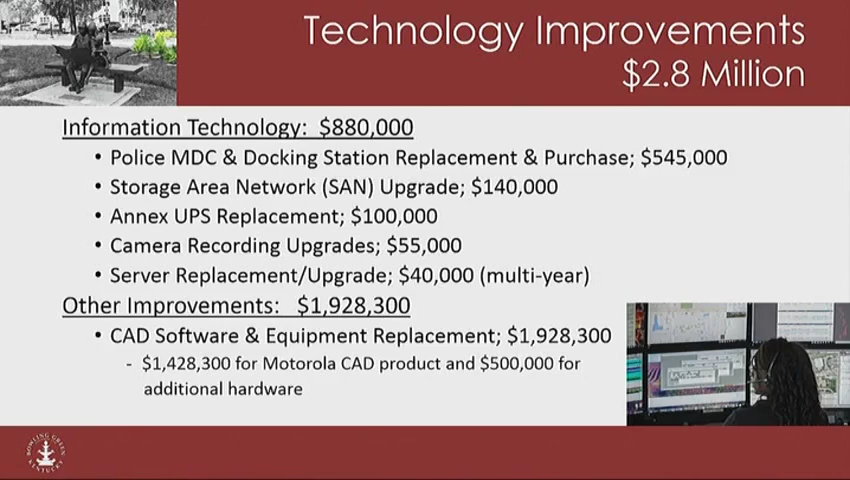 Technology Improvements
$2.8 Million
Information Technology: $880,000
• Police MDC & Docking Station Replacement & Purchase; $545,000
• Storage Area Network (SAN) Upgrade; $140,000
• Annex UPS Replacement; $100,000
• Camera Recording Upgrades; $55,000
• Server Replacement/Upgrade; $40,000 (multi-year)
Other Improvements: $1,928,300
• CAD Software & Equipment Replacement; $1,928,300
- $1,428,300 for Motorola CAD product and $500,000 for
additional hardware
BOWLING GREEN
KENTUCKY